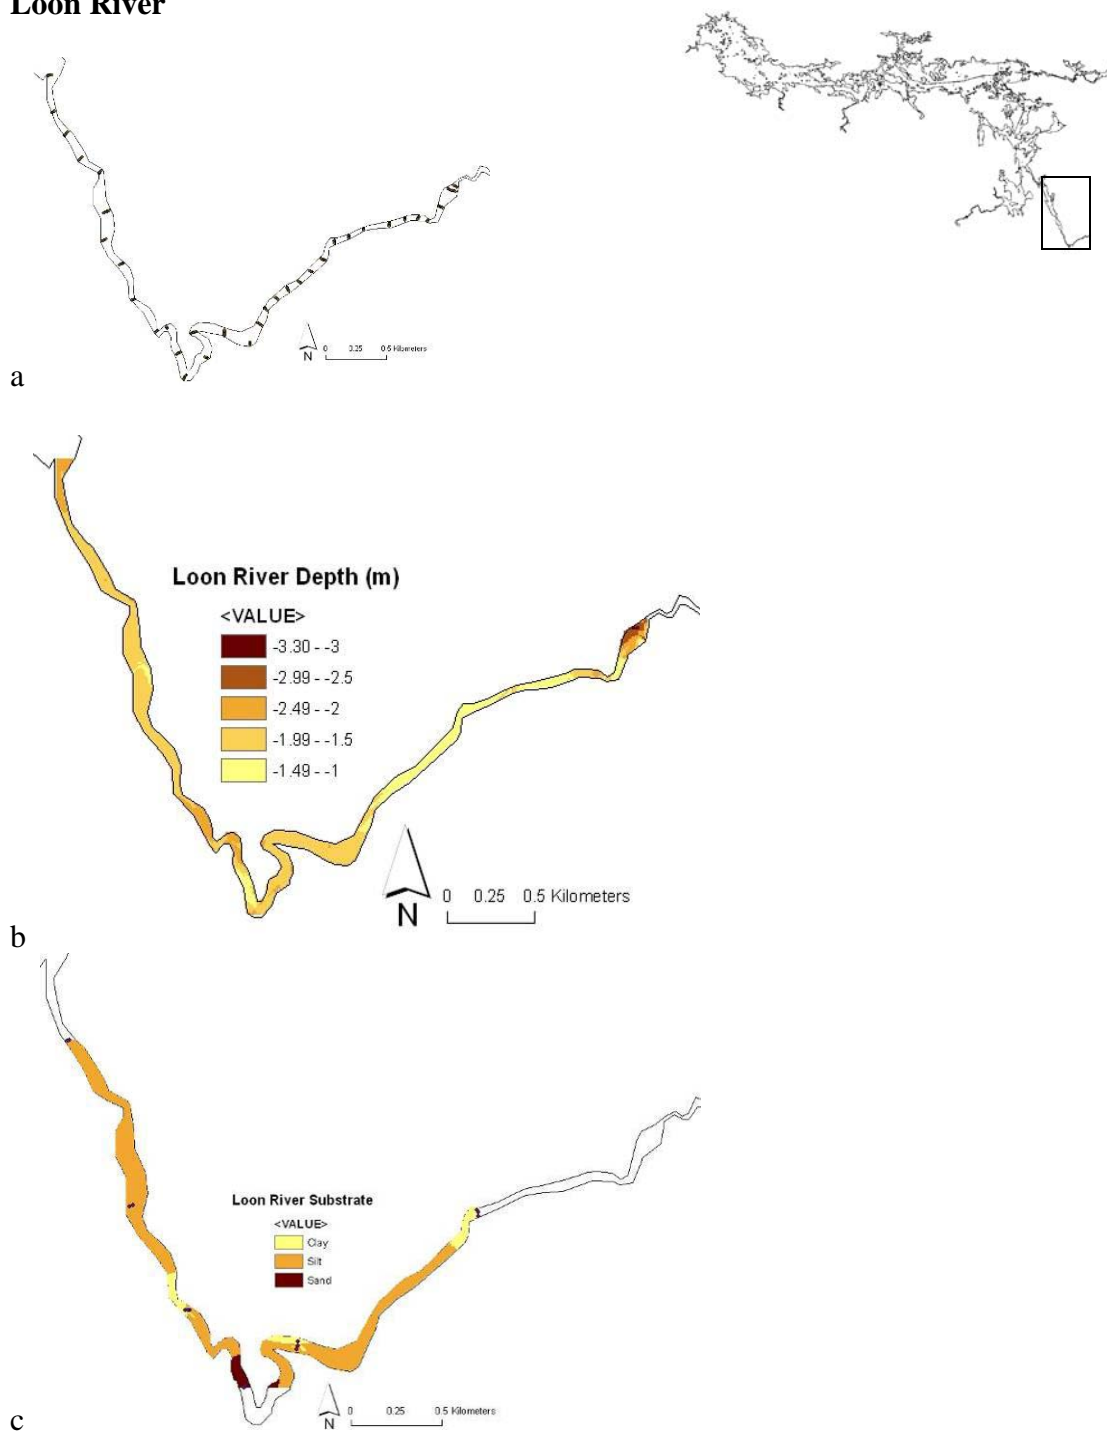 Loon River
N
0 0.25 0.5 Kilometers
a
Loon River Depth (m)
<VALUE>
-3.30 - -3
-2.99 - -2.5
-2.49 - -2
-1.99 - -1.5
-1.49 - -1
N
0 0.25 0.5 Kilometers
b
Loon River Substrate
<VALUE>
Clay
Silt
Sand
N
0 0.25 0.5 Kilometers
c